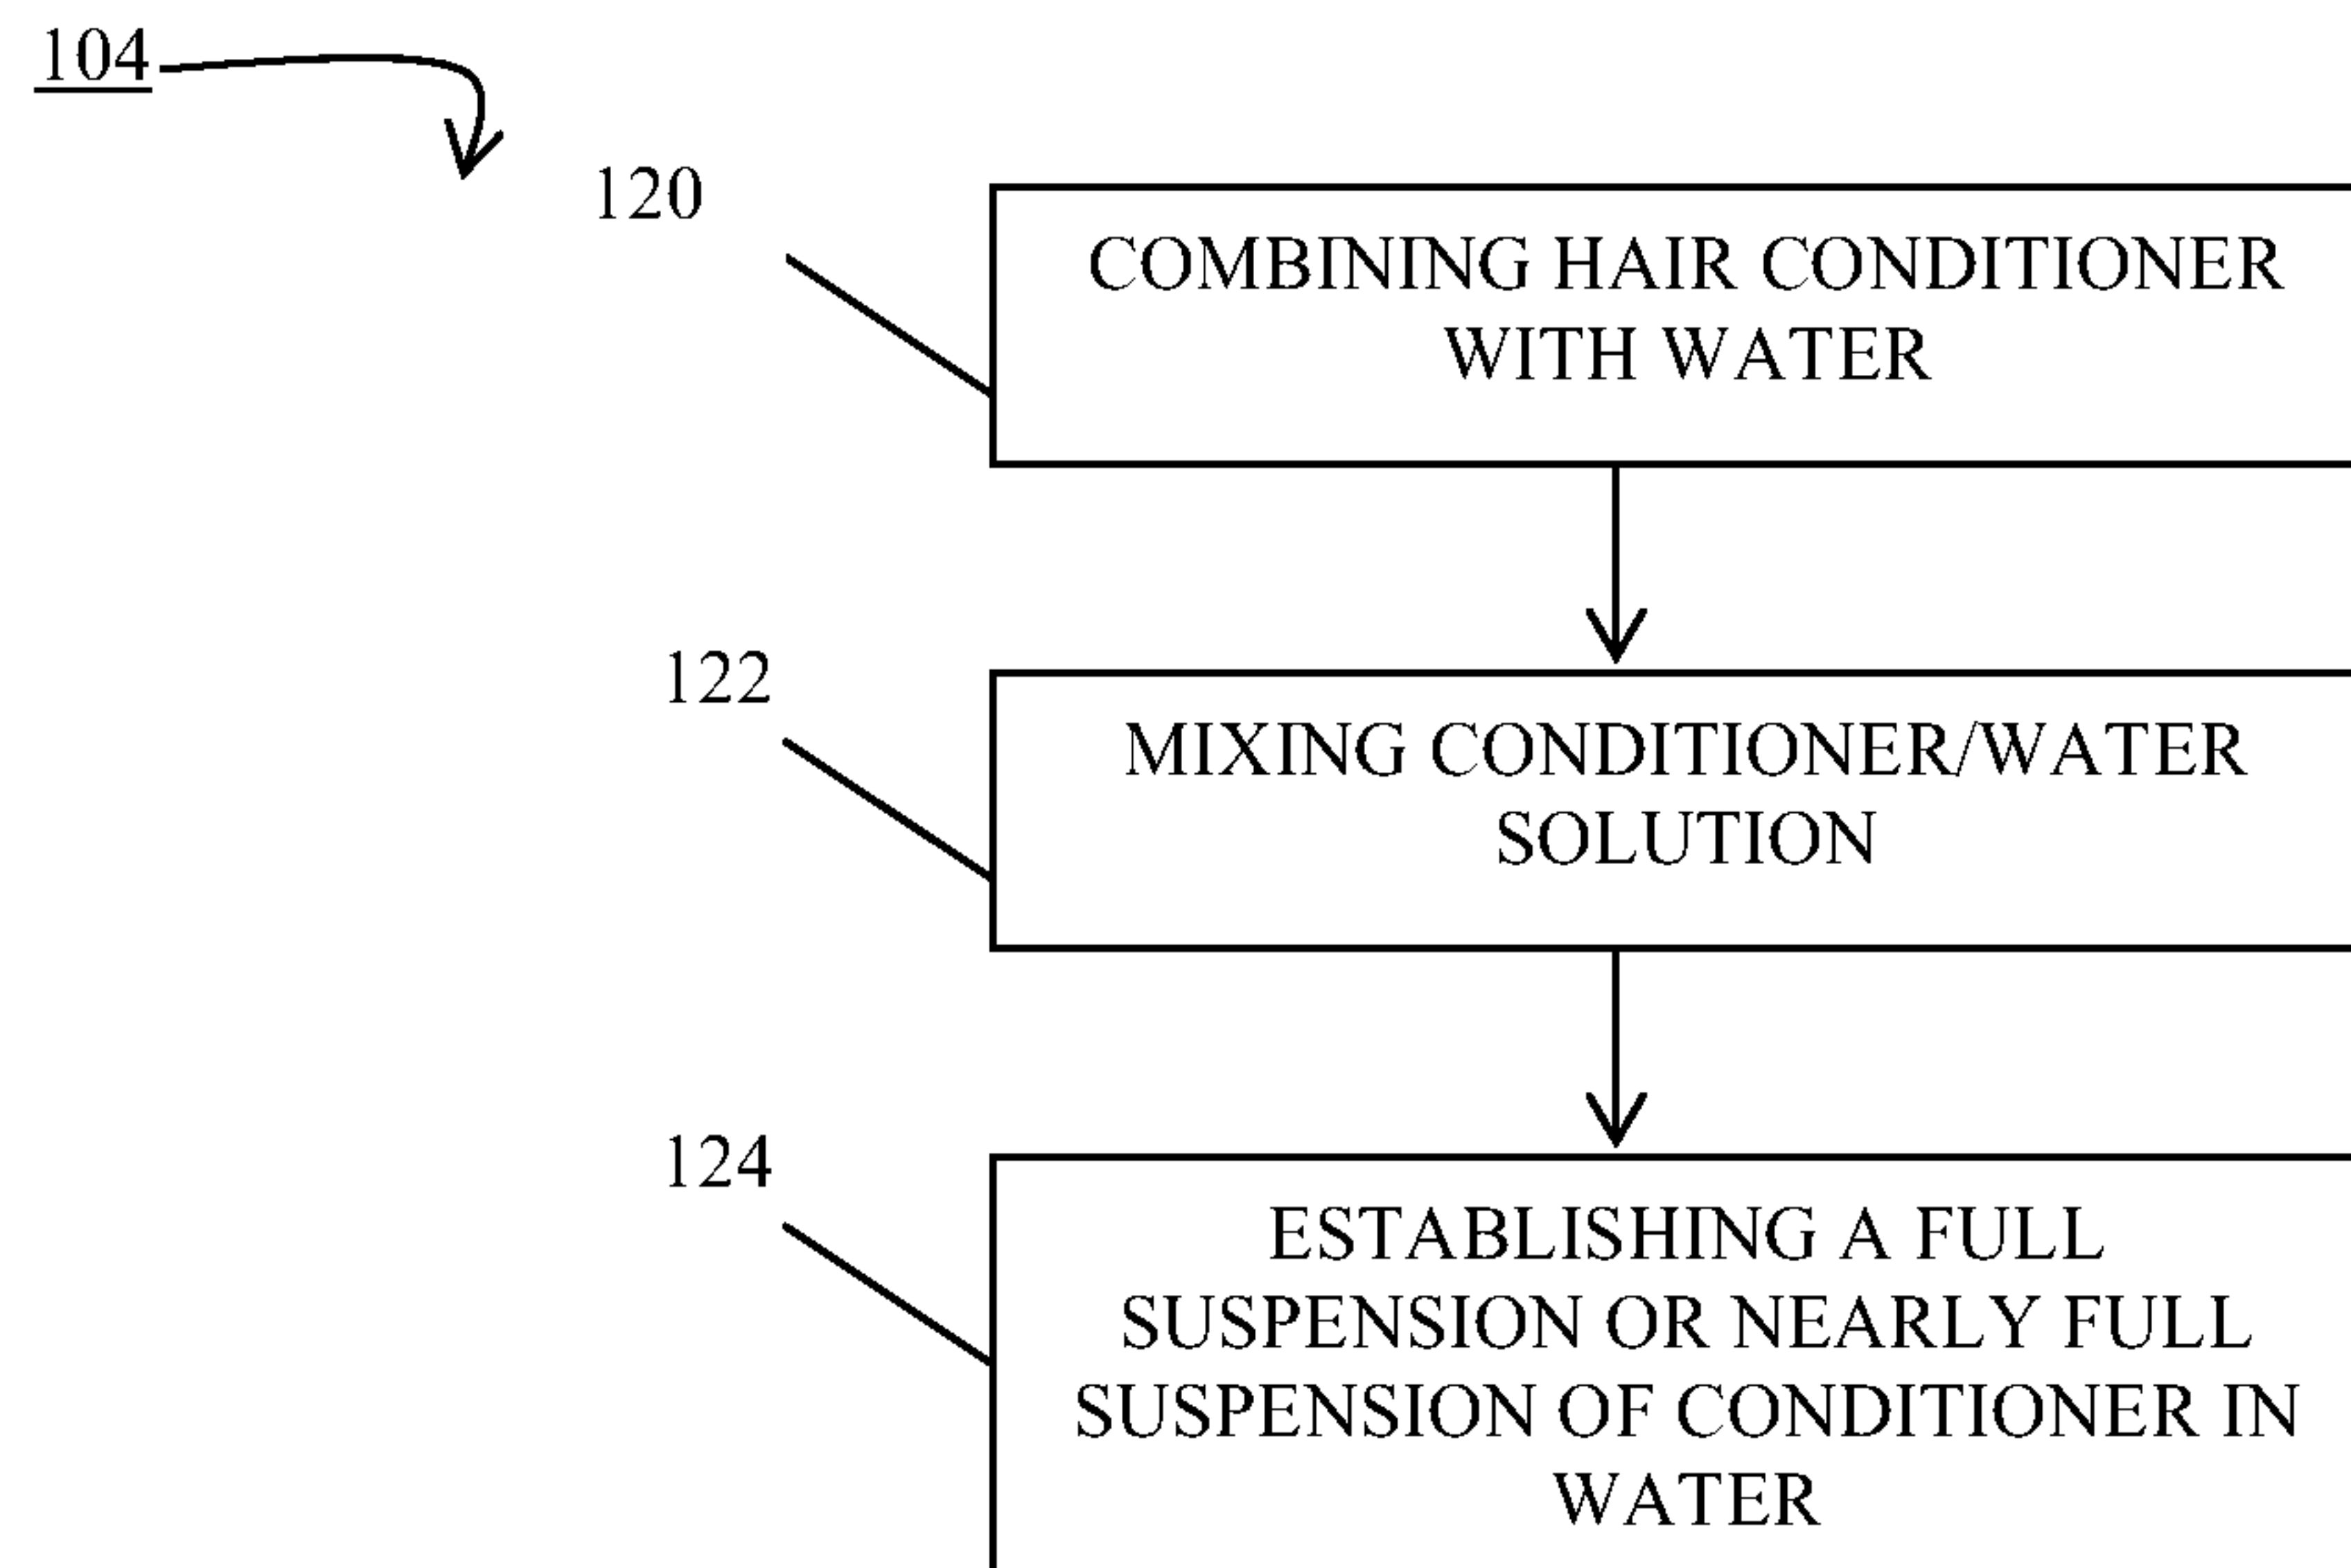 104
120
COMBINING HAIR CONDITIONER
WITH WATER
122
MIXING CONDITIONER/WATER
SOLUTION
124
ESTABLISHING A FULL
SUSPENSION OR NEARLY FULL
SUSPENSION OF CONDITIONER IN
WATER